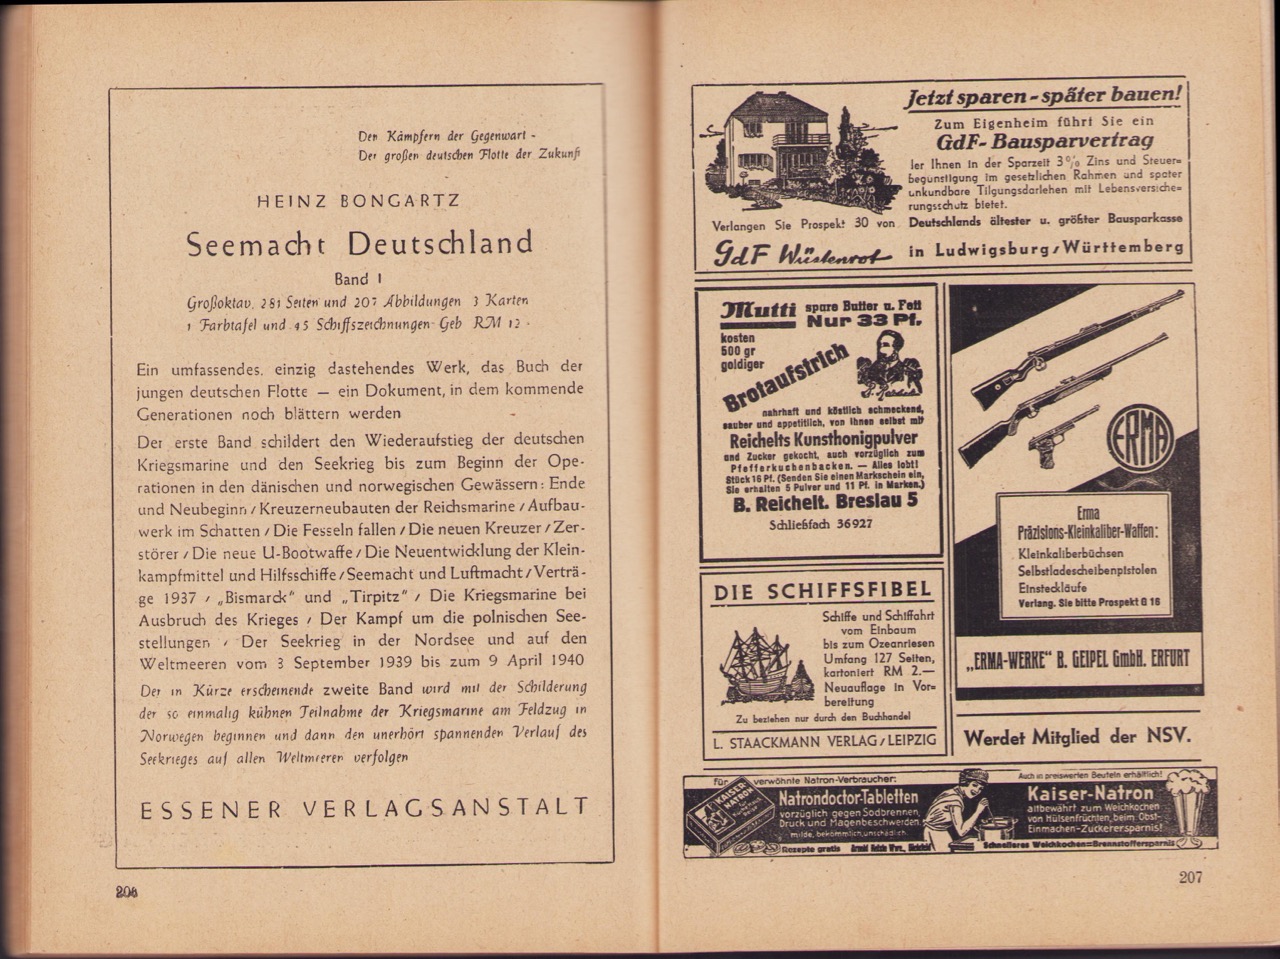 Den Kämpfern der Gegenwart -
Der großen deutschen Flotte der Zukunft
HEINZ BONGARTZ
Seemacht Deutschland
Band I
Großoktav, 281 Seiten und 207 Abbildungen 3 Karten
1 Farbtafel und 45 Schiffszeichnungen Geb RM 12.-
Ein umfassendes, einzig dastehendes Werk, das Buch der
jungen deutschen Flotte — ein Dokument, in dem kommende
Generationen noch blättern werden
Der erste Band schildert den Wiederaufstieg der deutschen
Kriegsmarine und den Seekrieg bis zum Beginn der Ope-
rationen in den dänischen und norwegischen Gewässern: Ende
und Neubeginn / Kreuzerneubauten der Reichsmarine / Aufbau-
werk im Schatten / Die Fesseln fallen / Die neuen Kreuzer / Zer-
störer / Die neue U-Bootwaffe / Die Neuentwicklung der Klein-
kampfmittel und Hilfsschiffe / Seemacht und Luftmacht / Verträ-
ge 1937 / „Bismarck" und „Tirpitz" / Die Kriegsmarine bei
Ausbruch des Krieges / Der Kampf um die polnischen See-
stellungen / Der Seekrieg in der Nordsee und auf den
Weltmeeren vom 3 September 1939 bis zum 9 April 1940
Der in Kürze erscheinende zweite Band wird mit der Schilderung
der so einmalig kühnen Teilnahme der Kriegsmarine am Feldzug in
Norwegen beginnen und dann den unerhört spannenden Verlauf des
Seekrieges auf allen Weltmeeren verfolgen
ESSENER VERLAGSANSTALT
Jetzt sparen - später bauen!
Zum Eigenheim führt Sie ein
GdF-Bausparvertrag
der Ihnen in der Sparzeit 3% Zins und Steuer=
begünstigung im gesetzlichen Rahmen und später
unkündbare Tilgungsdarlehen mit Lebensversiche=
rungsschutz bietet.
Verlangen Sie Prospekt 30 von Deutschlands ältester u. größter Bausparkasse
GdF Wüstenrot in Ludwigsburg/Württemberg
Mutti spare Butter u. Fett
Nur 33 Pf.
kosten
500 gr
goldiger
Brotaufstrich
nahrhaft und köstlich schmeckend,
sauber und appetitlich, von Ihnen selbst mit
Reichelts Kunsthonigpulver
und Zucker gekocht, auch vorzüglich zum
Pfefferkuchenbacken. — Alles lobt!
Stück 16 Pf. (Senden Sie einen Markschein ein,
Sie erhalten 5 Pulver und 11 Pf. in Marken.)
B. Reichelt. Breslau 5
Schließfach 36927
ERMA
Erma
Präzisions-Kleinkaliber-Waffen:
Kleinkaliberbüchsen
Selbstladescheibenpistolen
Einsteckläufe
Verlang. Sie bitte Prospekt G 16
„ERMA-WERKE" B. GEIPEL GmbH. ERFURT
DIE SCHIFFSFIBEL
Schiffe und Schiffahrt
vom Einbaum
bis zum Ozeanriesen
Umfang 127 Seiten,
kartoniert RM 2.—
Neuauflage in Vor=
bereitung
Zu beziehen nur durch den Buchhandel
L. STAACKMANN VERLAG / LEIPZIG
Werdet Mitglied der NSV.
Für verwöhnte Natron-Verbraucher:
KAISER NATRON
Natrondoctor-Tabletten
vorzüglich gegen Sodbrennen,
Druck und Magenbeschwerden,
milde, bekömmlich, unschädlich.
Rezepte gratis
Auch in preiswerten Beuteln erhältlich!
Kaiser-Natron
altbewährt zum Weichkochen
von Hülsenfrüchten, beim Obst-
Einmachen-Zuckerersparnis!
Schnelleres Weichkochen=Brennstoffersparnis
207